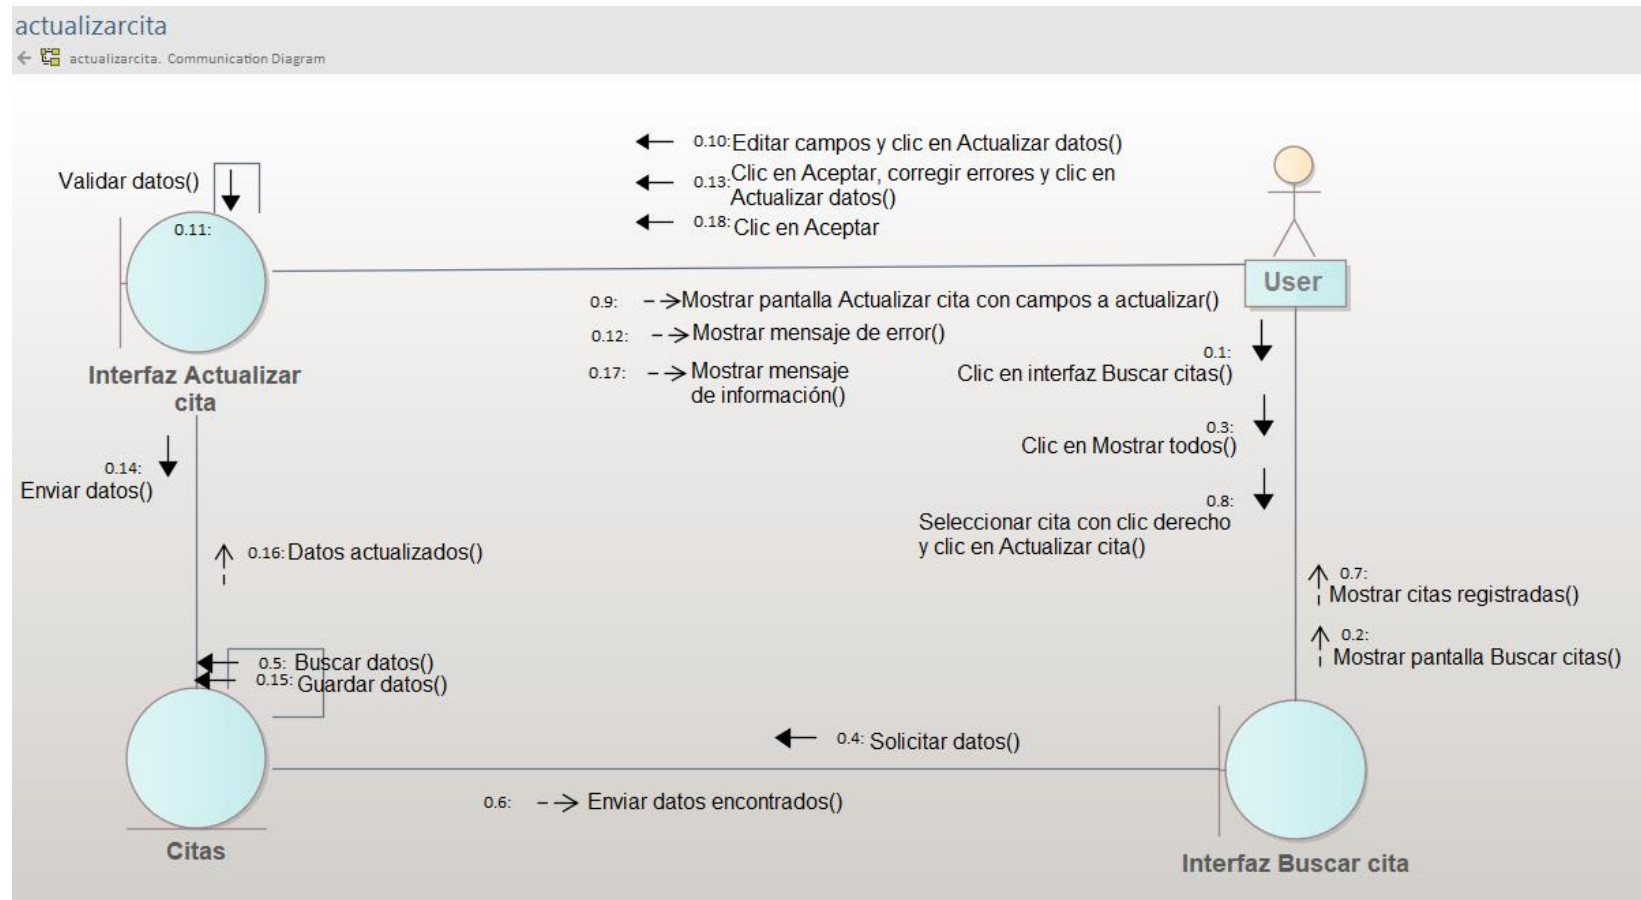 actualizarcita
actualizarcita. Communication Diagram
0.10: Editar campos y clic en Actualizar datos()
0.13: Clic en Aceptar, corregir errores y clic en
Actualizar datos()
0.18: Clic en Aceptar
Validar datos()
0.11:
User
0.9: Mostrar pantalla Actualizar cita con campos a actualizar()
0.12: Mostrar mensaje de error()
0.17: Mostrar mensaje
de información()
0.1:
Clic en interfaz Buscar citas()
Interfaz Actualizar
cita
0.3:
Clic en Mostrar todos()
0.14:
Enviar datos()
0.8:
Seleccionar cita con clic derecho
y clic en Actualizar cita()
0.16: Datos actualizados()
0.7:
Mostrar citas registradas()
0.2:
Mostrar pantalla Buscar citas()
0.5: Buscar datos()
0.15: Guardar datos()
0.4: Solicitar datos()
0.6: Enviar datos encontrados()
Citas
Interfaz Buscar cita